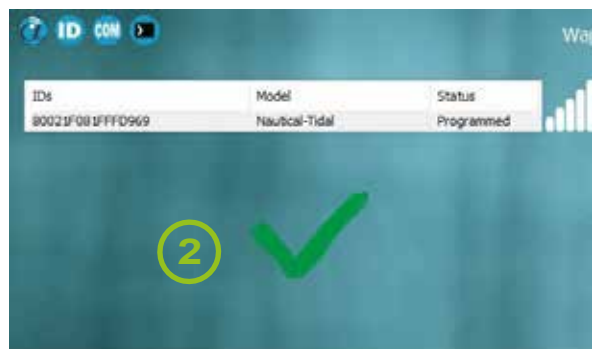 ID COM
Wa
IDs Model Status
80021F081FFFD969 Nautical-Tidal Programmed
2